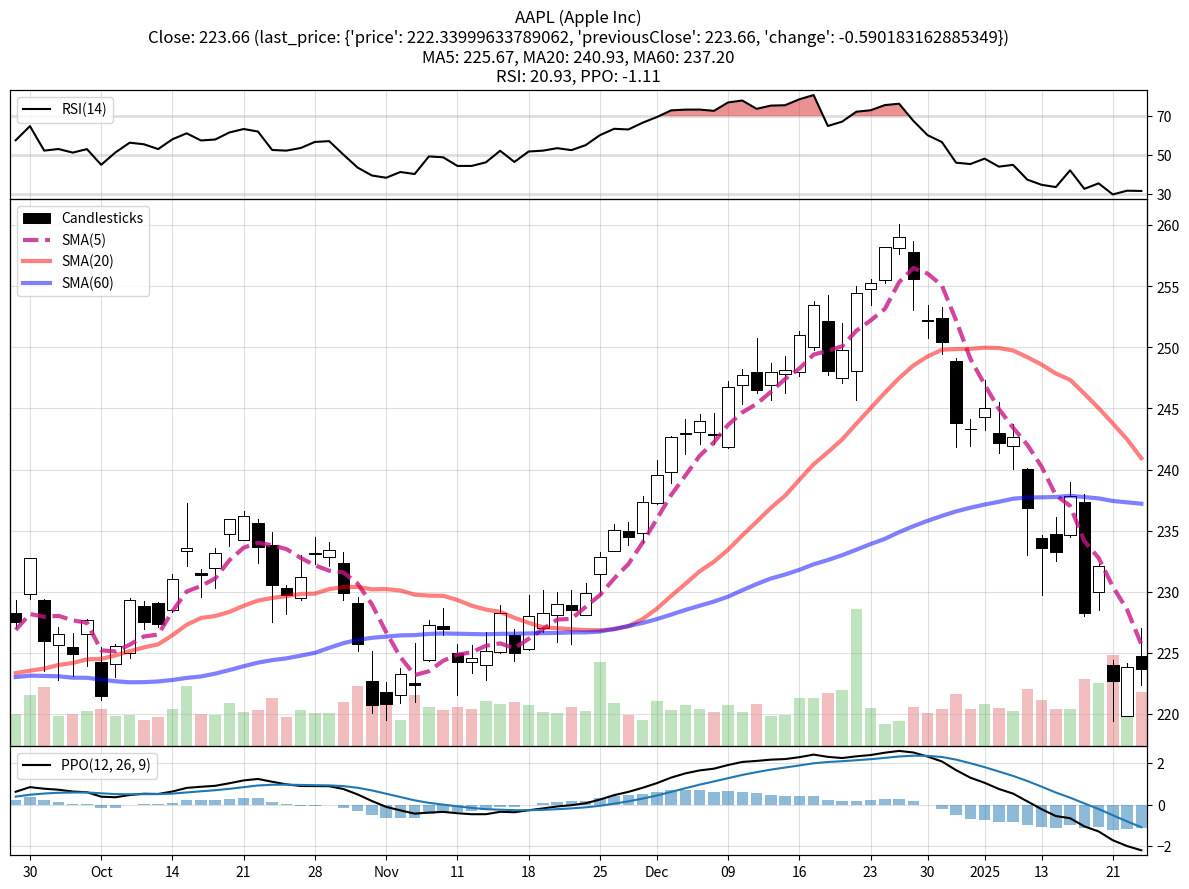 AAPL (Apple Inc)
Close: 223.66 (last_price: {'price': 222.33999633789062, 'previousClose': 223.66, 'change': -0.590183162885349})
MA5: 225.67, MA20: 240.93, MA60: 237.20
RSI: 20.93, PPO: -1.11
RSI(14)
70
50
30
Candlesticks
SMA(5)
SMA(20)
SMA(60)
260
255
250
245
240
235
230
225
220
PPO(12, 26, 9)
2
0
−2
30 Oct 14 21 28 Nov 11 18 25 Dec 09 16 23 30 2025 13 21